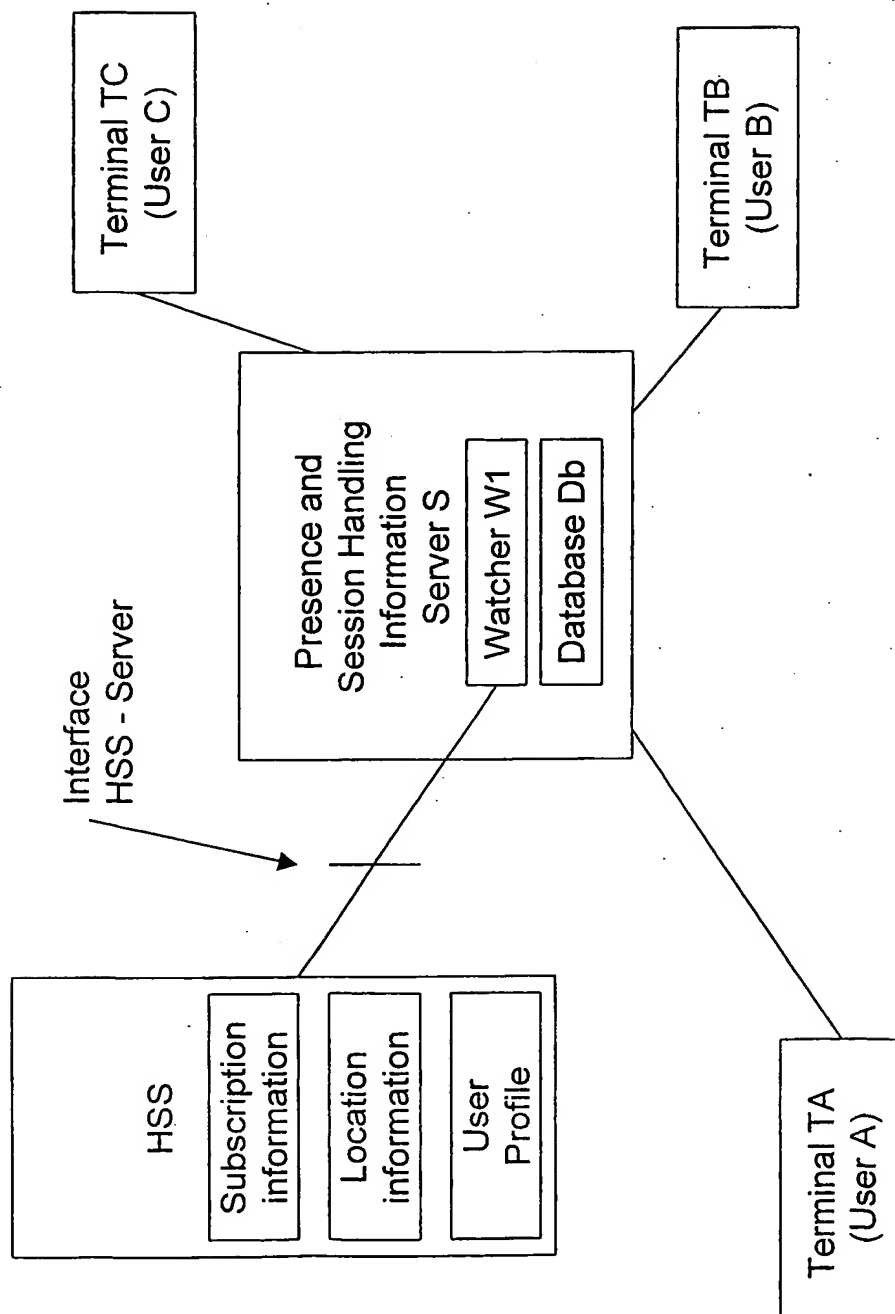 HSS
Subscription
information
Location
information
User
Profile
Interface
HSS - Server
Presence and
Session Handling
Information
Server S
Watcher W1
Database Db
Terminal TA
(User A)
Terminal TB
(User B)
Terminal TC
(User C)